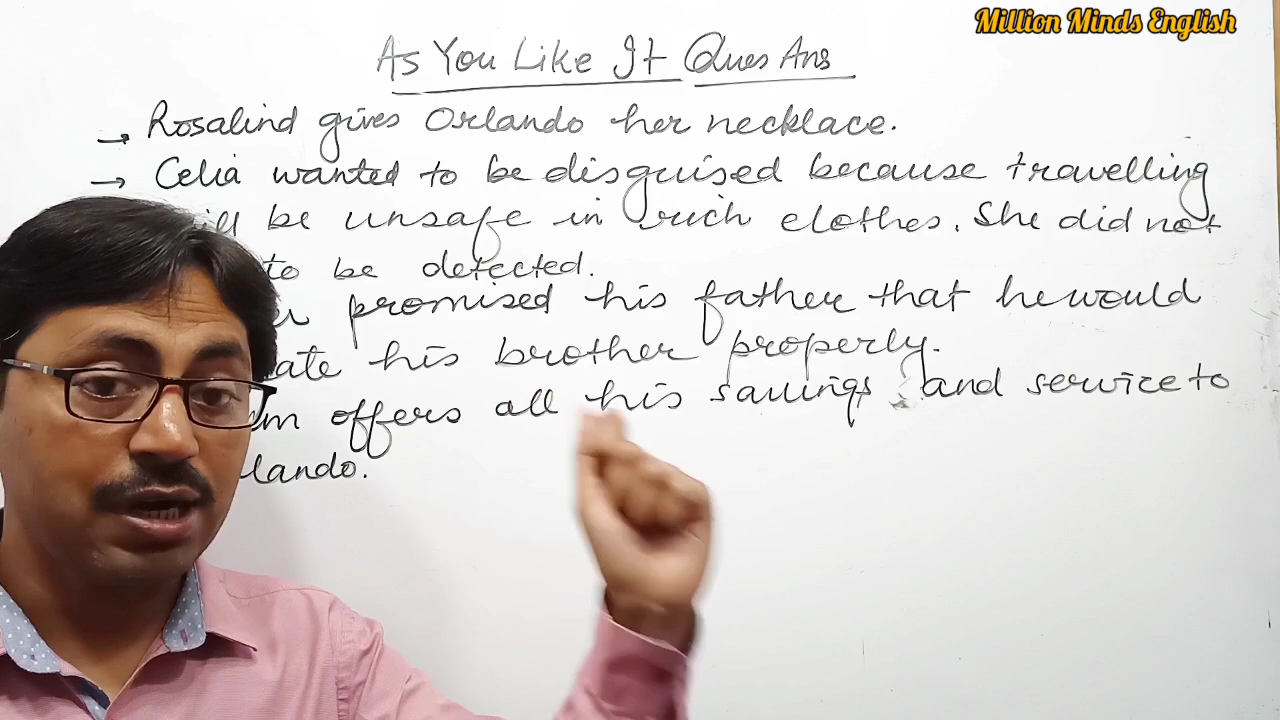 Million Minds English
As You Like It Ques Ans
→ Rosalind gives Orlando her necklace.
→ Celia wanted to be disguised because travelling
be unsafe in rich clothes. She did not
to be detected.
promised his father that he would
his brother properly.
offers all his savings and service to